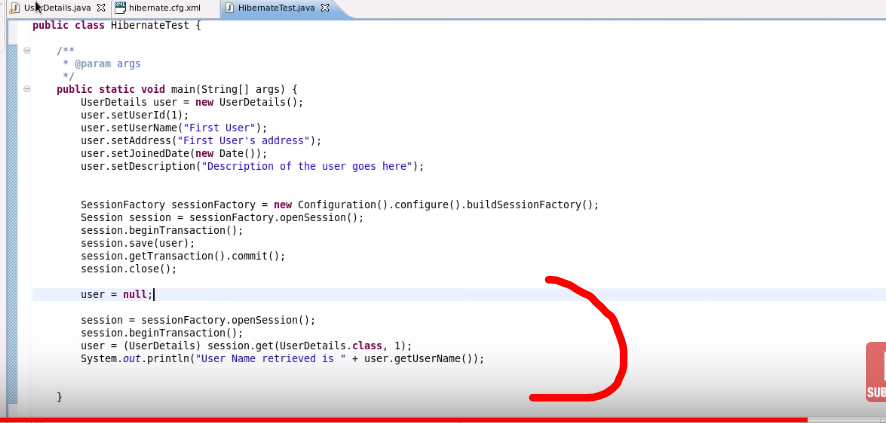 UserDetails.java
hibernate.cfg.xml
HibernateTest.java
public class HibernateTest {
/**
* @param args
*/
public static void main(String[] args) {
UserDetails user = new UserDetails();
user.setUserId(1);
user.setUserName("First User");
user.setAddress("First User's address");
user.setJoinedDate(new Date());
user.setDescription("Description of the user goes here");
SessionFactory sessionFactory = new Configuration().configure().buildSessionFactory();
Session session = sessionFactory.openSession();
session.beginTransaction();
session.save(user);
session.getTransaction().commit();
session.close();
user = null;
session = sessionFactory.openSession();
session.beginTransaction();
user = (UserDetails) session.get(UserDetails.class, 1);
System.out.println("User Name retrieved is " + user.getUserName());
}
SUB